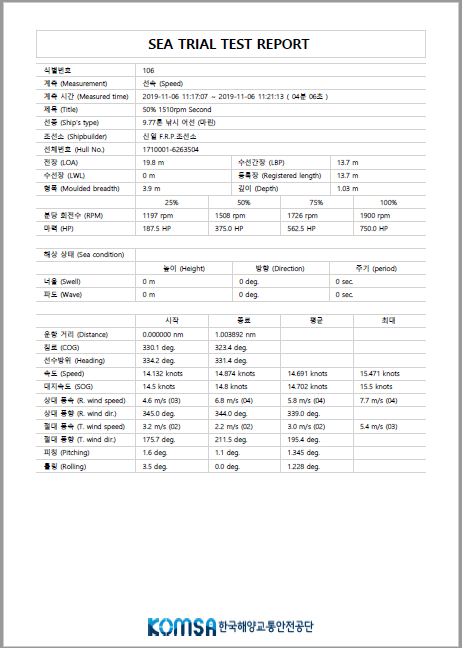 SEA TRIAL TEST REPORT
식별번호 106
계측 (Measurement) 선속 (Speed)
계측 시간 (Measured time) 2019-11-06 11:17:07 ~ 2019-11-06 11:21:13 ( 04분 06초 )
제목 (Title) 50% 1510rpm Second
선종 (Ship's type) 9.77톤 낚시 어선 (마린)
조선소 (Shipbuilder) 신일 F.R.P.조선소
선체번호 (Hull No.) 1710001-6263504
전장 (LOA) 19.8 m 수선간장 (LBP) 13.7 m
수선장 (LWL) 0 m 등록장 (Registered length) 13.7 m
형폭 (Moulded breadth) 3.9 m 깊이 (Depth) 1.03 m
25% 50% 75% 100%
분당 회전수 (RPM) 1197 rpm 1508 rpm 1726 rpm 1900 rpm
마력 (HP) 187.5 HP 375.0 HP 562.5 HP 750.0 HP
해상 상태 (Sea condition)
높이 (Height) 방향 (Direction) 주기 (period)
너울 (Swell) 0 m 0 deg. 0 sec.
파도 (Wave) 0 m 0 deg. 0 sec.
시작 종료 평균 최대
운항 거리 (Distance) 0.000000 nm 1.003892 nm
침로 (COG) 330.1 deg. 323.4 deg.
선수방위 (Heading) 334.2 deg. 331.4 deg.
속도 (Speed) 14.132 knots 14.874 knots 14.691 knots 15.471 knots
대지속도 (SOG) 14.5 knots 14.8 knots 14.702 knots 15.5 knots
상대 풍속 (R. wind speed) 4.6 m/s (03) 6.8 m/s (04) 5.8 m/s (04) 7.7 m/s (04)
상대 풍향 (R. wind dir.) 345.0 deg. 344.0 deg. 339.0 deg.
절대 풍속 (T. wind speed) 3.2 m/s (02) 2.2 m/s (02) 3.0 m/s (02) 5.4 m/s (03)
절대 풍향 (T. wind dir.) 175.7 deg. 211.5 deg. 195.4 deg.
피칭 (Pitching) 1.6 deg. 1.1 deg. 1.345 deg.
롤링 (Rolling) 3.5 deg. 0.0 deg. 1.228 deg.
KOMSA 한국해양교통안전공단